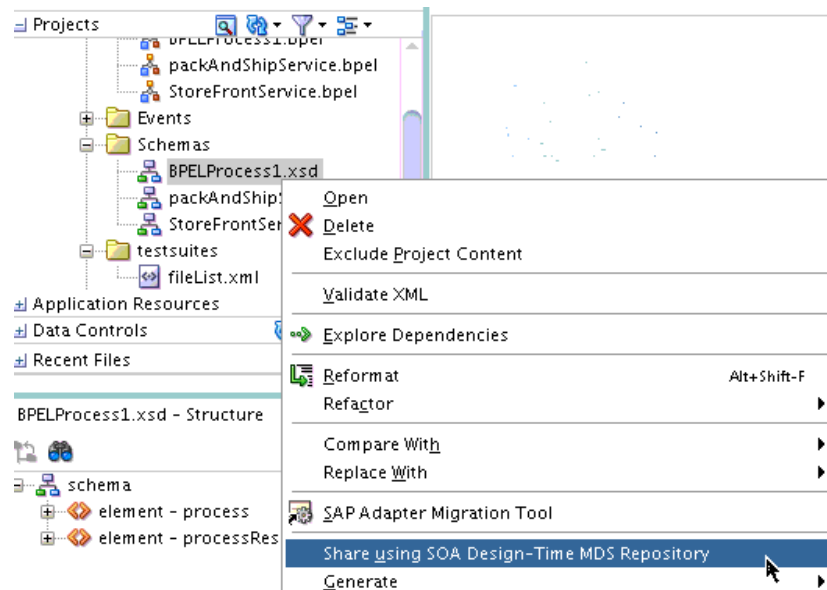 Projects
BPELProcess1.bpel
packAndShipService.bpel
StoreFrontService.bpel
Events
Schemas
BPELProcess1.xsd
packAndShip
StoreFrontSer
testsuites
fileList.xml
Application Resources
Data Controls
Recent Files
BPELProcess1.xsd - Structure
schema
element - process
element - processRes
Open
Delete
Exclude Project Content
Validate XML
Explore Dependencies
Reformat Alt+Shift-F
Refactor
Compare With
Replace With
SAP Adapter Migration Tool
Share using SOA Design-Time MDS Repository
Generate